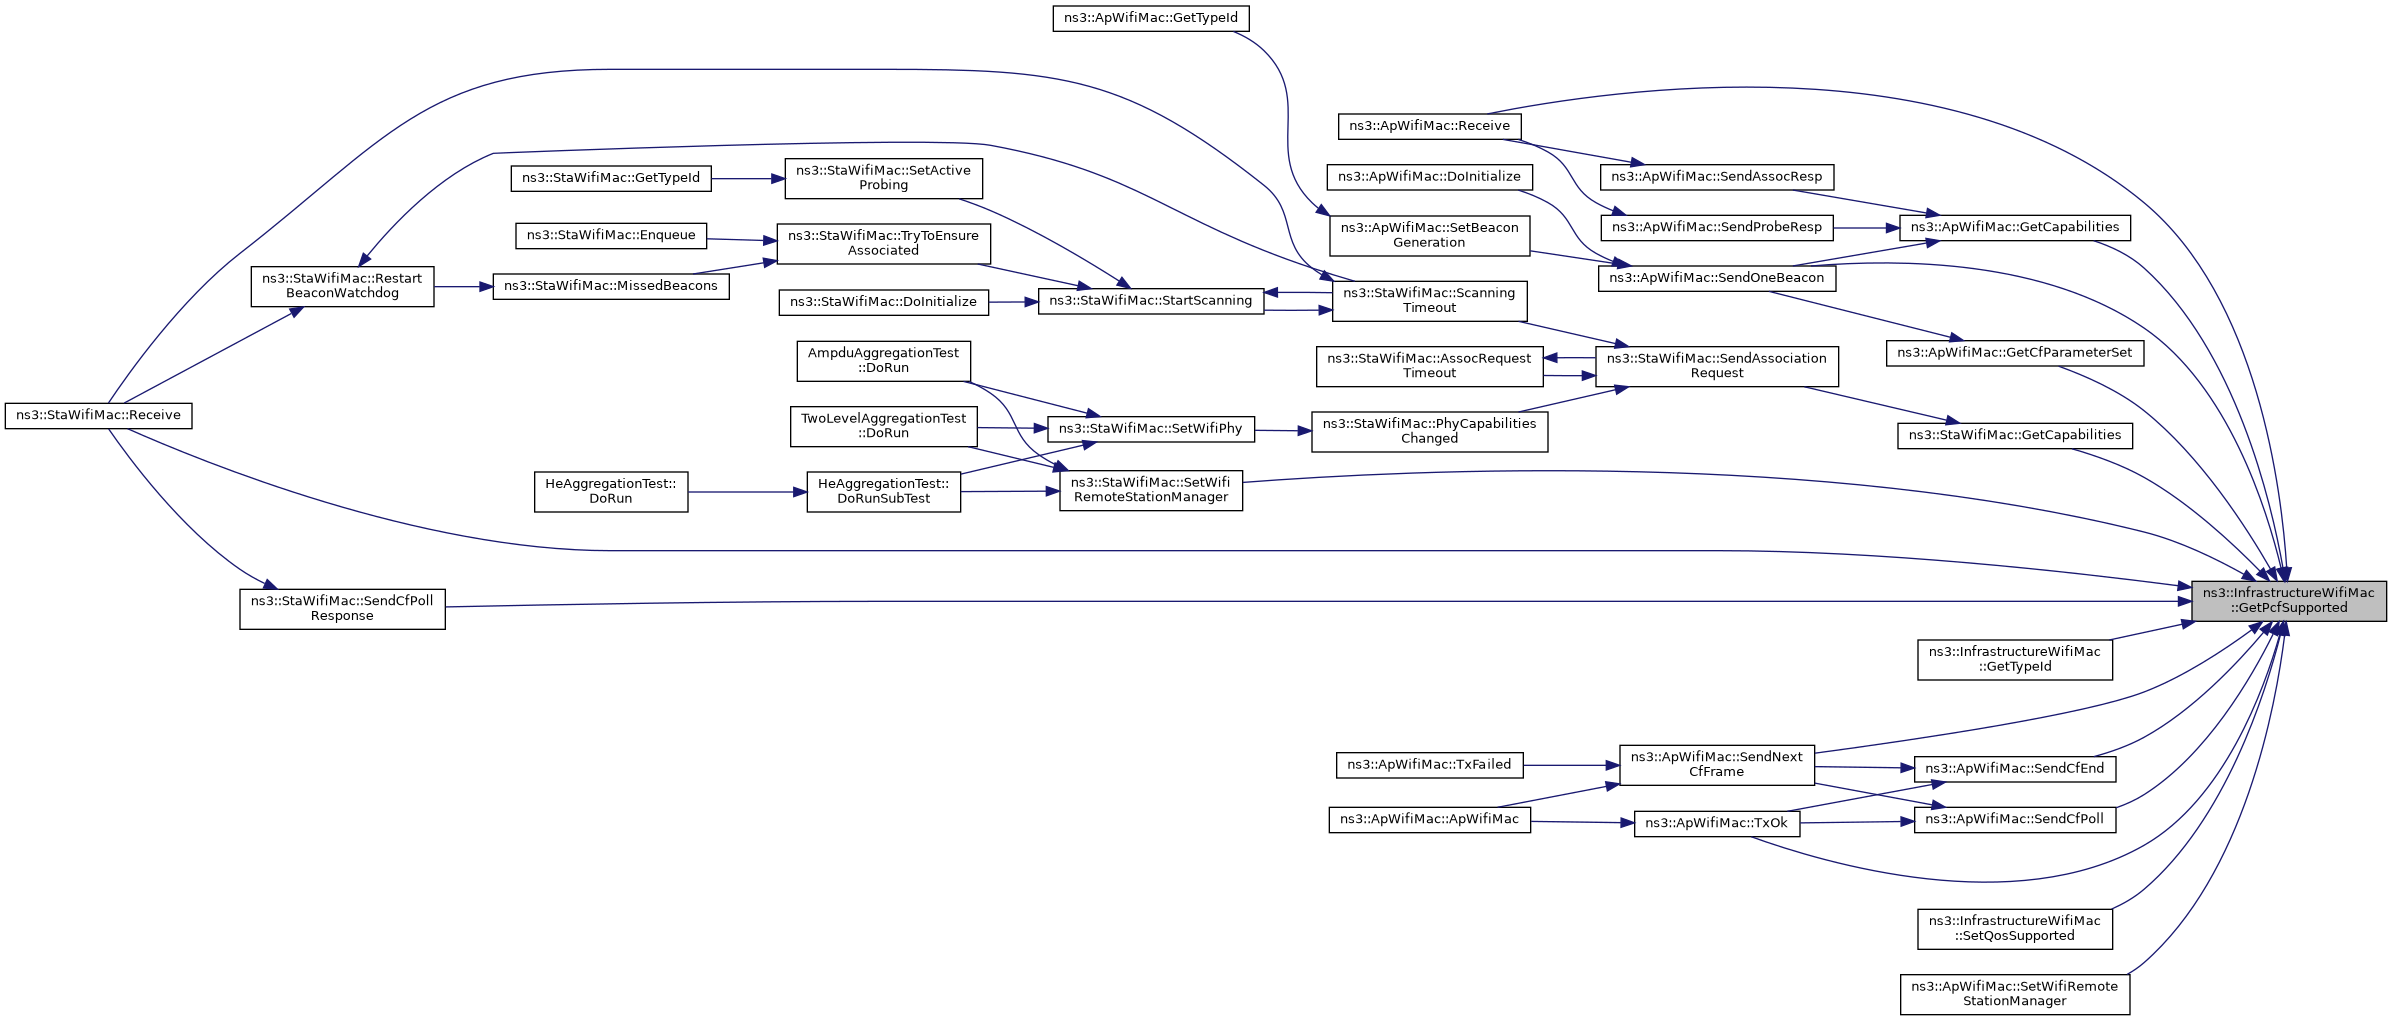 ns3::ApWifiMac::GetTypeId
ns3::ApWifiMac::Receive
ns3::ApWifiMac::DoInitialize
ns3::ApWifiMac::SendAssocResp
ns3::StaWifiMac::GetTypeId
ns3::StaWifiMac::SetActive
Probing
ns3::ApWifiMac::SetBeacon
Generation
ns3::ApWifiMac::SendProbeResp
ns3::ApWifiMac::GetCapabilities
ns3::StaWifiMac::Enqueue
ns3::StaWifiMac::TryToEnsure
Associated
ns3::ApWifiMac::SendOneBeacon
ns3::StaWifiMac::Restart
BeaconWatchdog
ns3::StaWifiMac::MissedBeacons
ns3::StaWifiMac::DoInitialize
ns3::StaWifiMac::StartScanning
ns3::StaWifiMac::Scanning
Timeout
AmpduAggregationTest
::DoRun
ns3::StaWifiMac::AssocRequest
Timeout
ns3::StaWifiMac::SendAssociation
Request
ns3::ApWifiMac::GetCfParameterSet
ns3::StaWifiMac::Receive
TwoLevelAggregationTest
::DoRun
ns3::StaWifiMac::SetWifiPhy
ns3::StaWifiMac::PhyCapabilities
Changed
ns3::StaWifiMac::GetCapabilities
HeAggregationTest::
DoRun
HeAggregationTest::
DoRunSubTest
ns3::StaWifiMac::SetWifi
RemoteStationManager
ns3::StaWifiMac::SendCfPoll
Response
ns3::InfrastructureWifiMac
::GetPcfSupported
ns3::InfrastructureWifiMac
::GetTypeId
ns3::ApWifiMac::TxFailed
ns3::ApWifiMac::SendNext
CfFrame
ns3::ApWifiMac::SendCfEnd
ns3::ApWifiMac::ApWifiMac
ns3::ApWifiMac::TxOk
ns3::ApWifiMac::SendCfPoll
ns3::InfrastructureWifiMac
::SetQosSupported
ns3::ApWifiMac::SetWifiRemote
StationManager